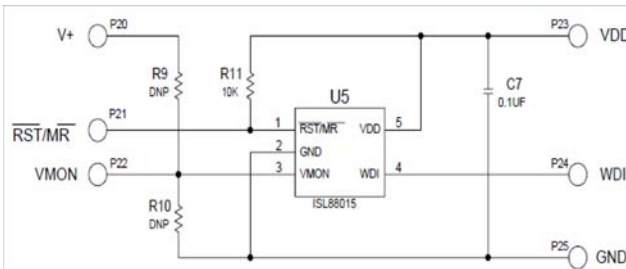 V+ P20 P23 VDD
R9 DNP
R11 10K
U5
C7 0.1UF
P21 RST/MR
1 RST/MR VDD 5
2 GND
VMON P22
3 VMON WDI 4
P24 WDI
ISL88015
R10 DNP
P25 GND